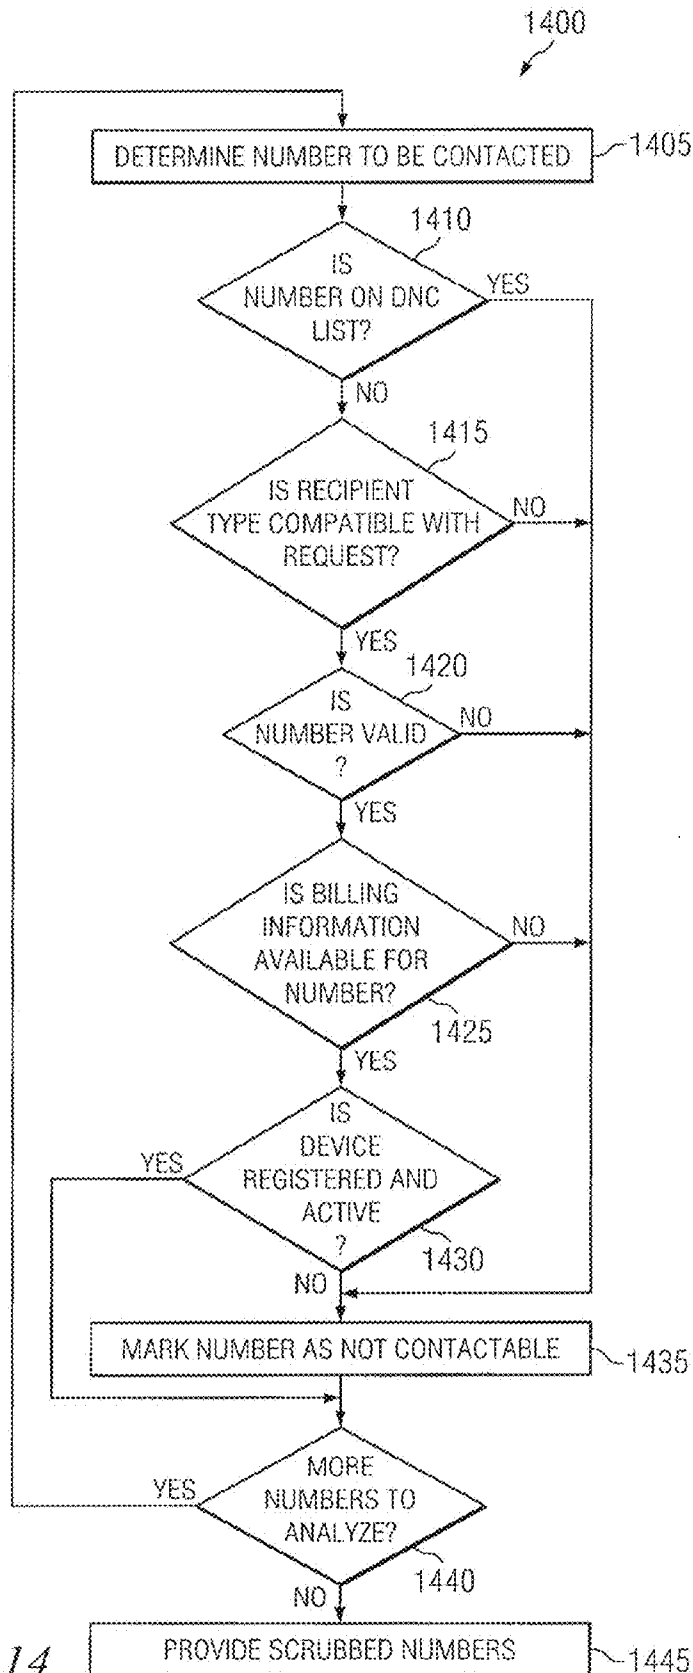 1400
DETERMINE NUMBER TO BE CONTACTED
1405
1410
IS
NUMBER ON DNC
LIST?
YES
NO
1415
IS RECIPIENT
TYPE COMPATIBLE WITH
REQUEST?
NO
YES
1420
IS
NUMBER VALID
?
NO
YES
IS BILLING
INFORMATION
AVAILABLE FOR
NUMBER?
NO
1425
YES
IS
DEVICE
REGISTERED AND
ACTIVE
?
YES
1430
NO
MARK NUMBER AS NOT CONTACTABLE
1435
MORE
NUMBERS TO
ANALYZE?
YES
1440
NO
14
PROVIDE SCRUBBED NUMBERS
1445